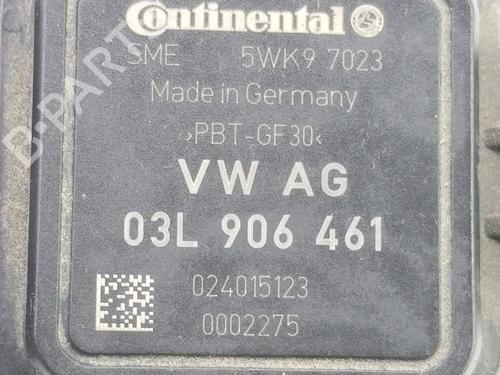 Continental
SME 5WK9 7023
Made in Germany
>PBT-GF30<
VW AG
03L 906 461
024015123
0002275
B-PARTS